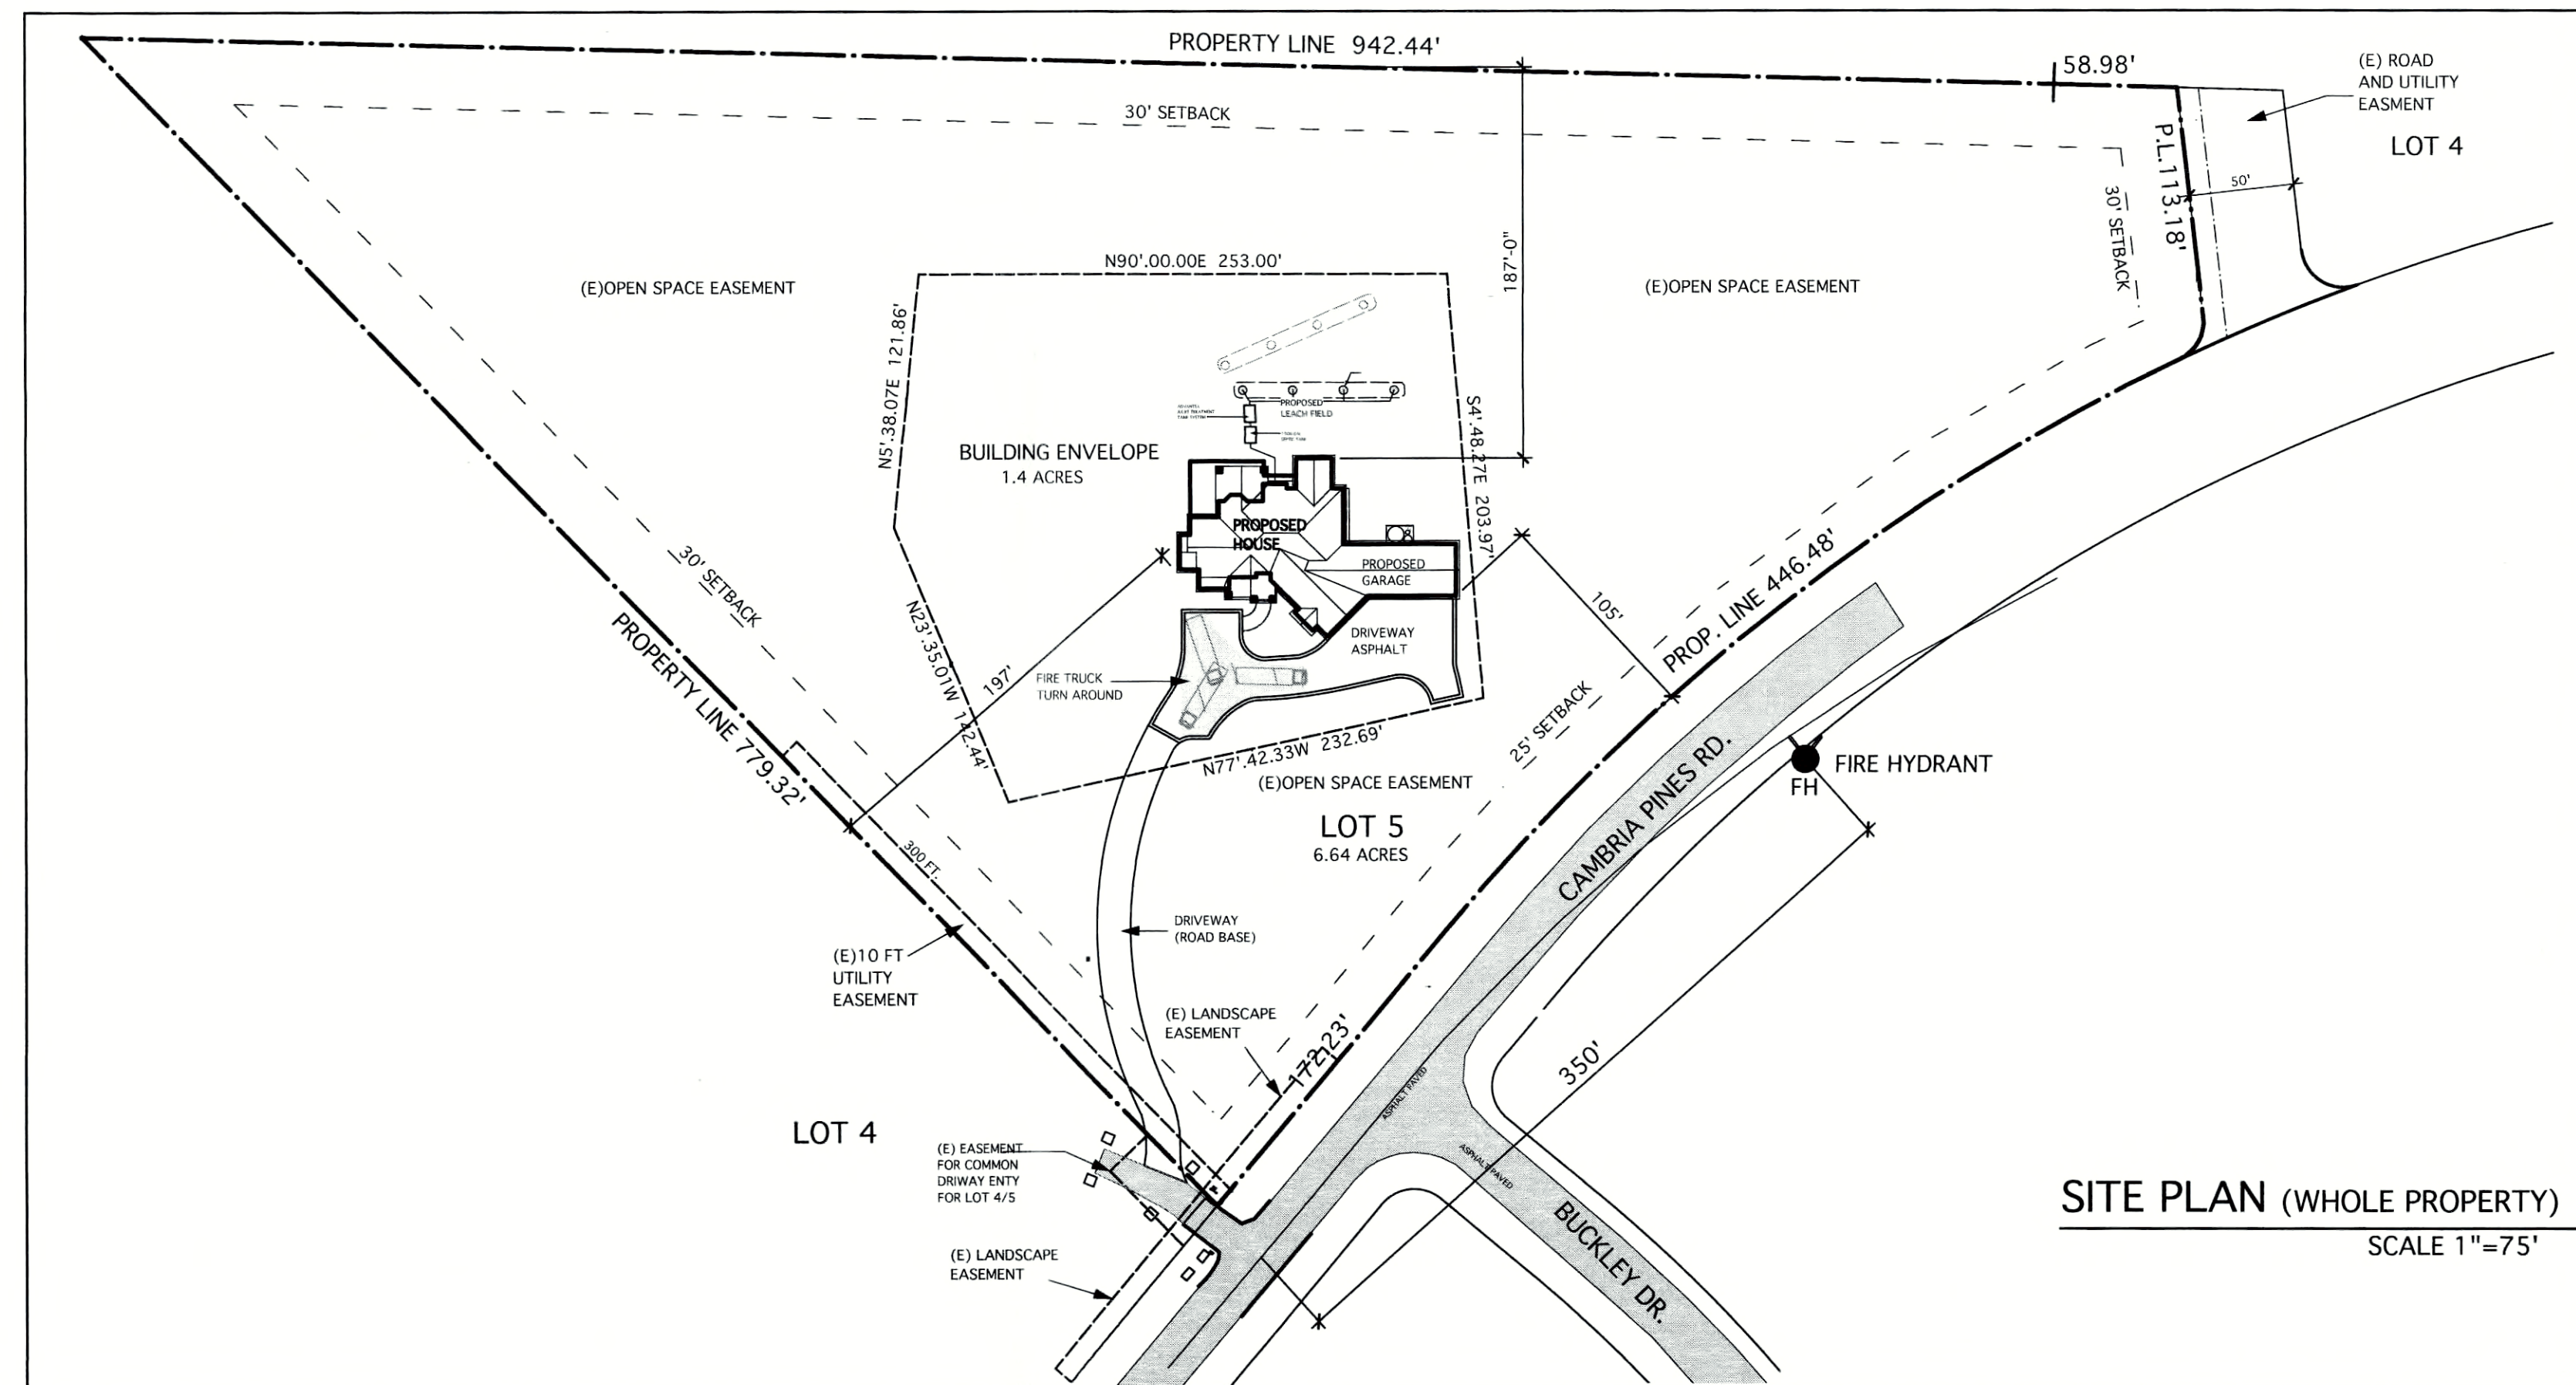 PROPERTY LINE 942.44'
58.98'
(E) ROAD
AND UTILITY
EASMENT
LOT 4
30' SETBACK
P.L.113.18'
50'
30' SETBACK
187'-0"
N90'.00.00E 253.00'
(E)OPEN SPACE EASEMENT
(E)OPEN SPACE EASEMENT
N5'.38.07E 121.86'
S4'.48.27E 203.97'
PROPOSED
LEACH FIELD
BUILDING ENVELOPE
1.4 ACRES
PROPOSED
HOUSE
PROPOSED
GARAGE
30' SETBACK
PROPERTY LINE 779.32'
N23'.35.01W 142.44'
197'
105'
PROP. LINE 446.48'
DRIVEWAY
ASPHALT
FIRE TRUCK
TURN AROUND
N77'.42.33W 232.69'
25' SETBACK
(E)OPEN SPACE EASEMENT
LOT 5
6.64 ACRES
CAMBRIA PINES RD.
FIRE HYDRANT
FH
300 FT.
DRIVEWAY
(ROAD BASE)
(E)10 FT
UTILITY
EASEMENT
(E) LANDSCAPE
EASEMENT
172.23'
350'
ASPHALT PAVED
ASPHALT PAVED
LOT 4
(E) EASEMENT
FOR COMMON
DRIWAY ENTY
FOR LOT 4/5
(E) LANDSCAPE
EASEMENT
BUCKLEY DR.
SITE PLAN (WHOLE PROPERTY)
SCALE 1"=75'